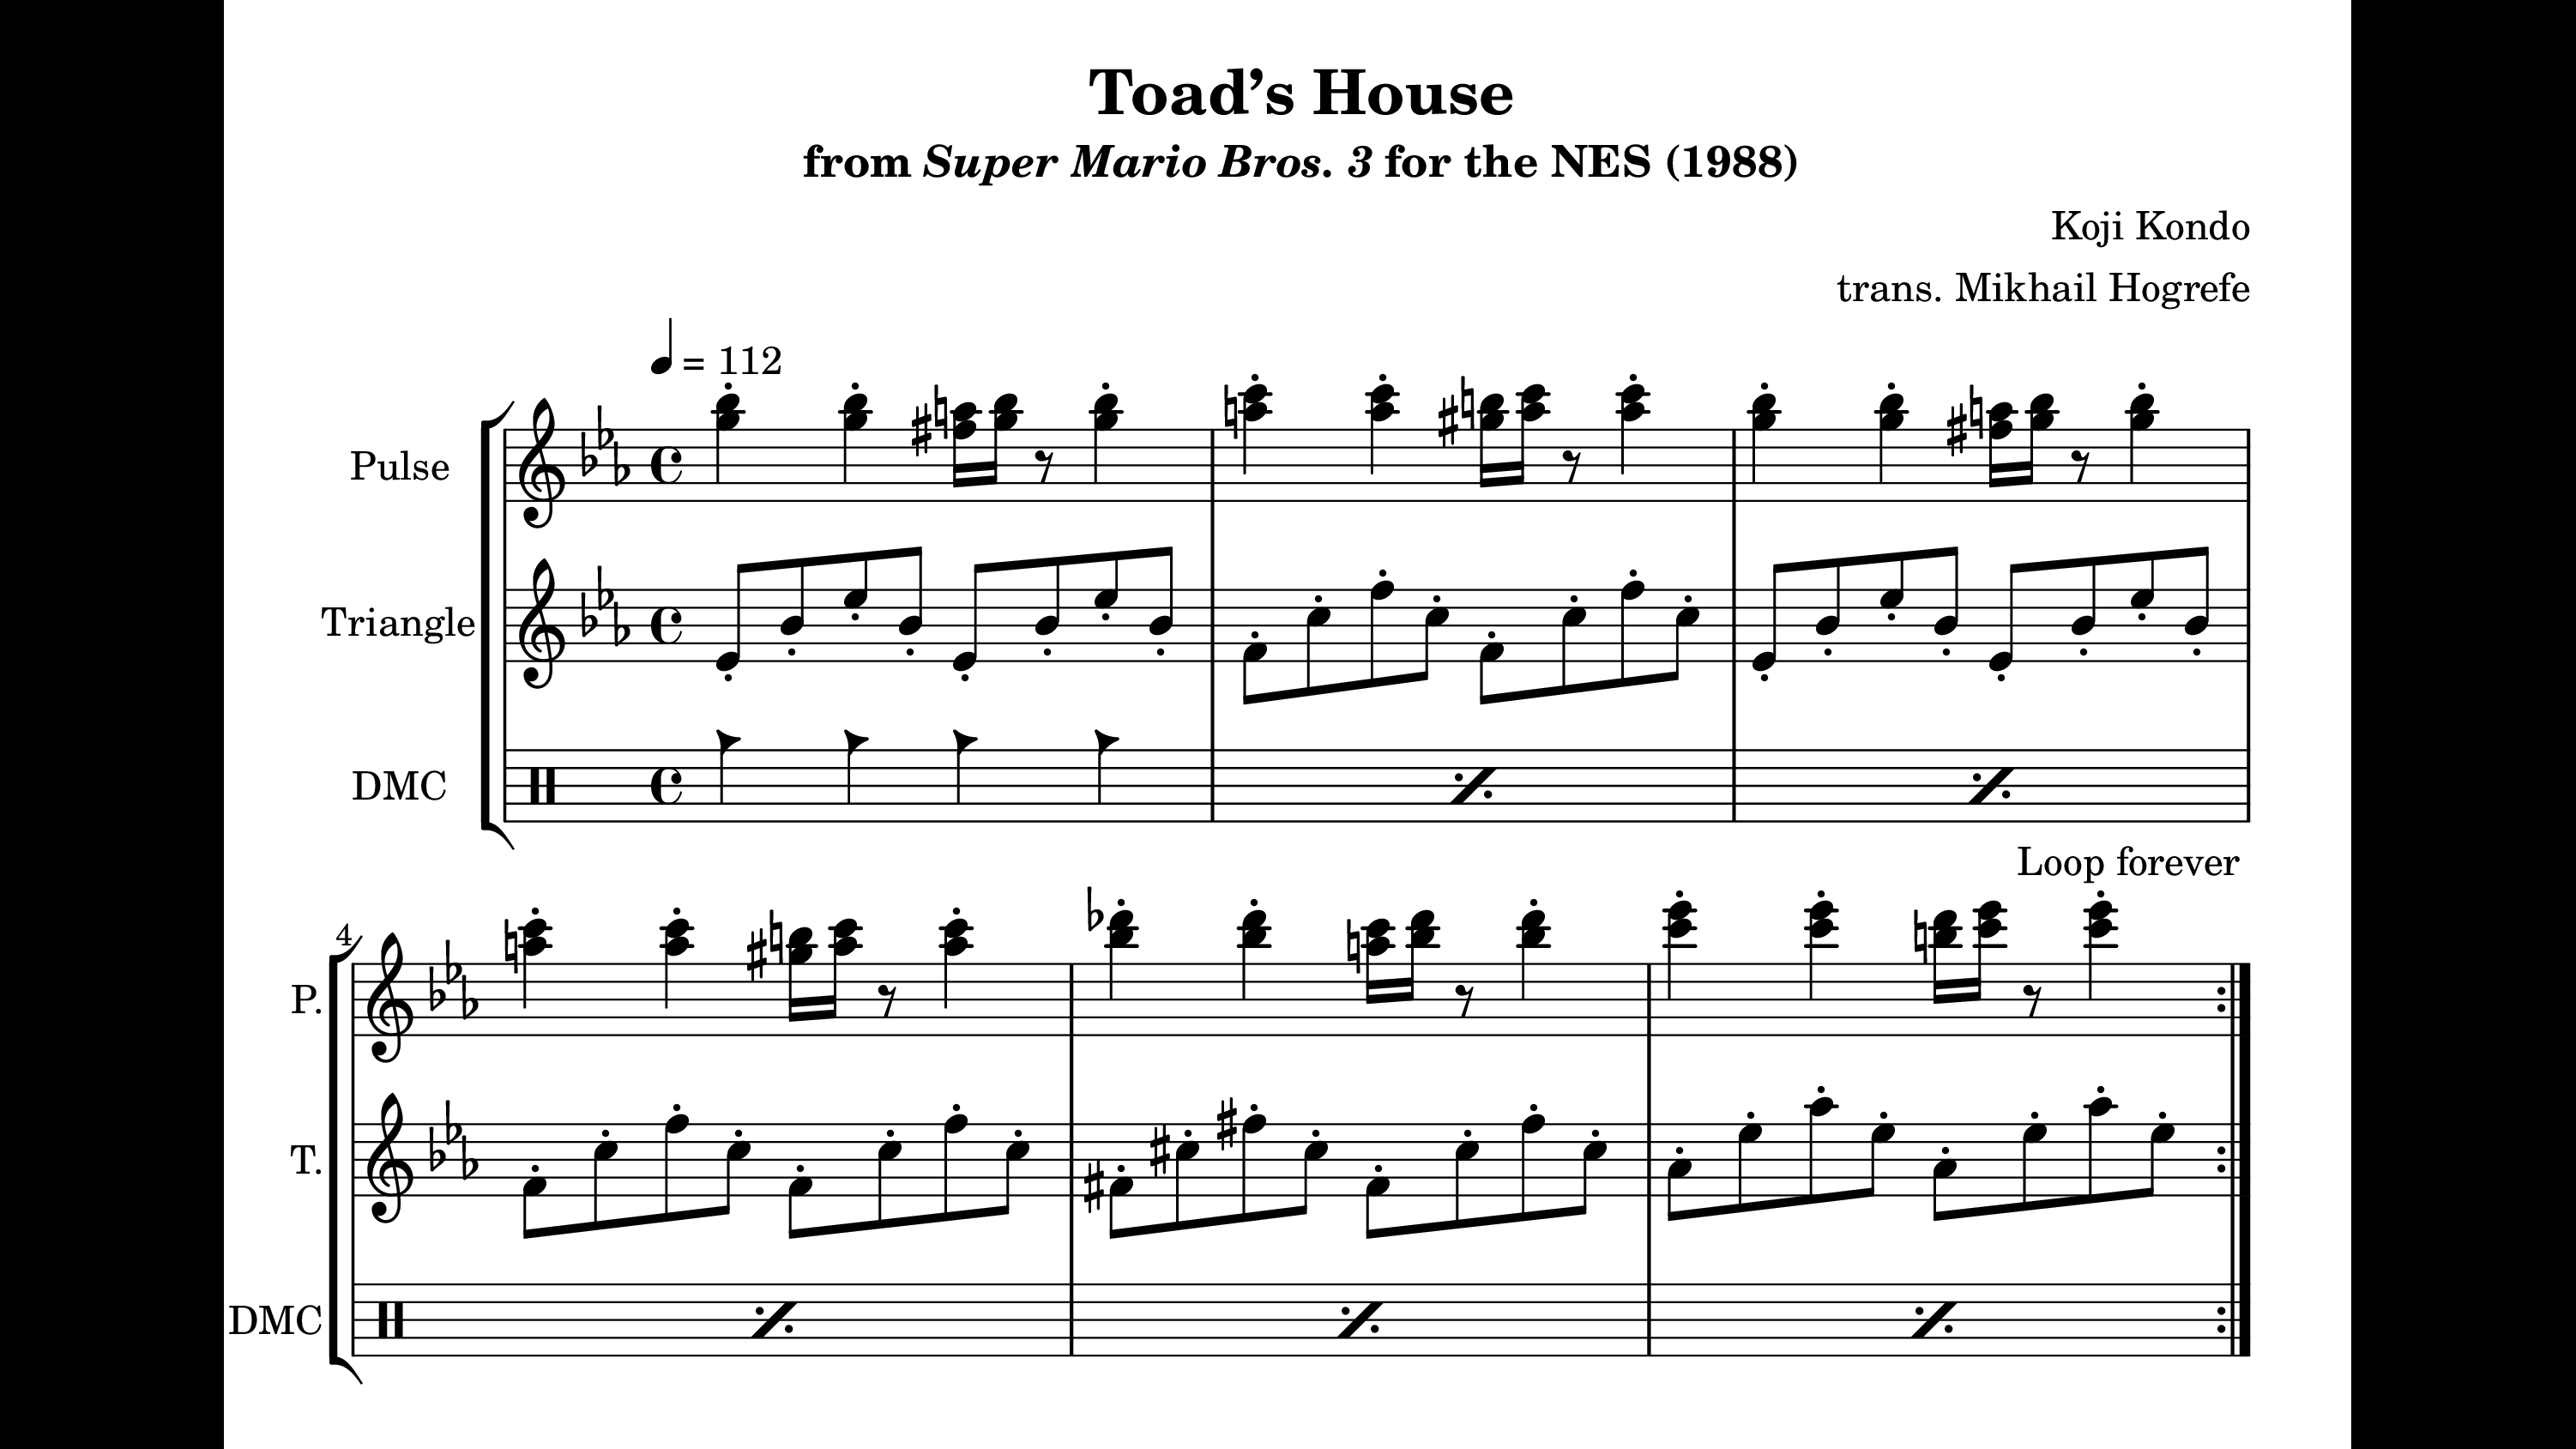 Toad’s House
from Super Mario Bros. 3 for the NES (1988)
Koji Kondo
trans. Mikhail Hogrefe
= 112
Pulse
Triangle
DMC
Loop forever
4
P.
T.
DMC